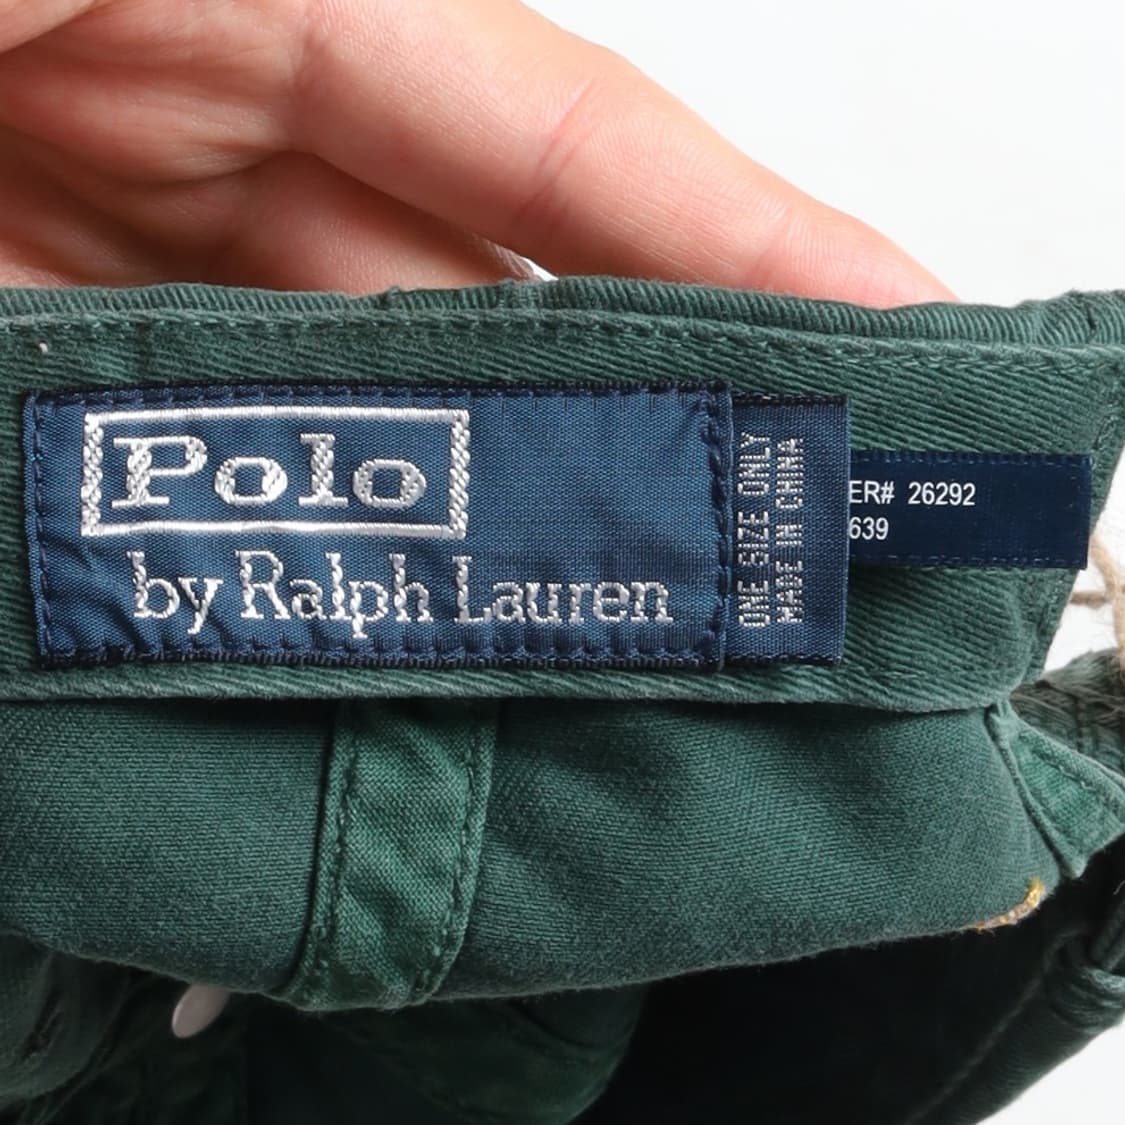 Polo
by Ralph Lauren
ONE SIZE ONLY
MADE IN CHINA
ER# 26292
639